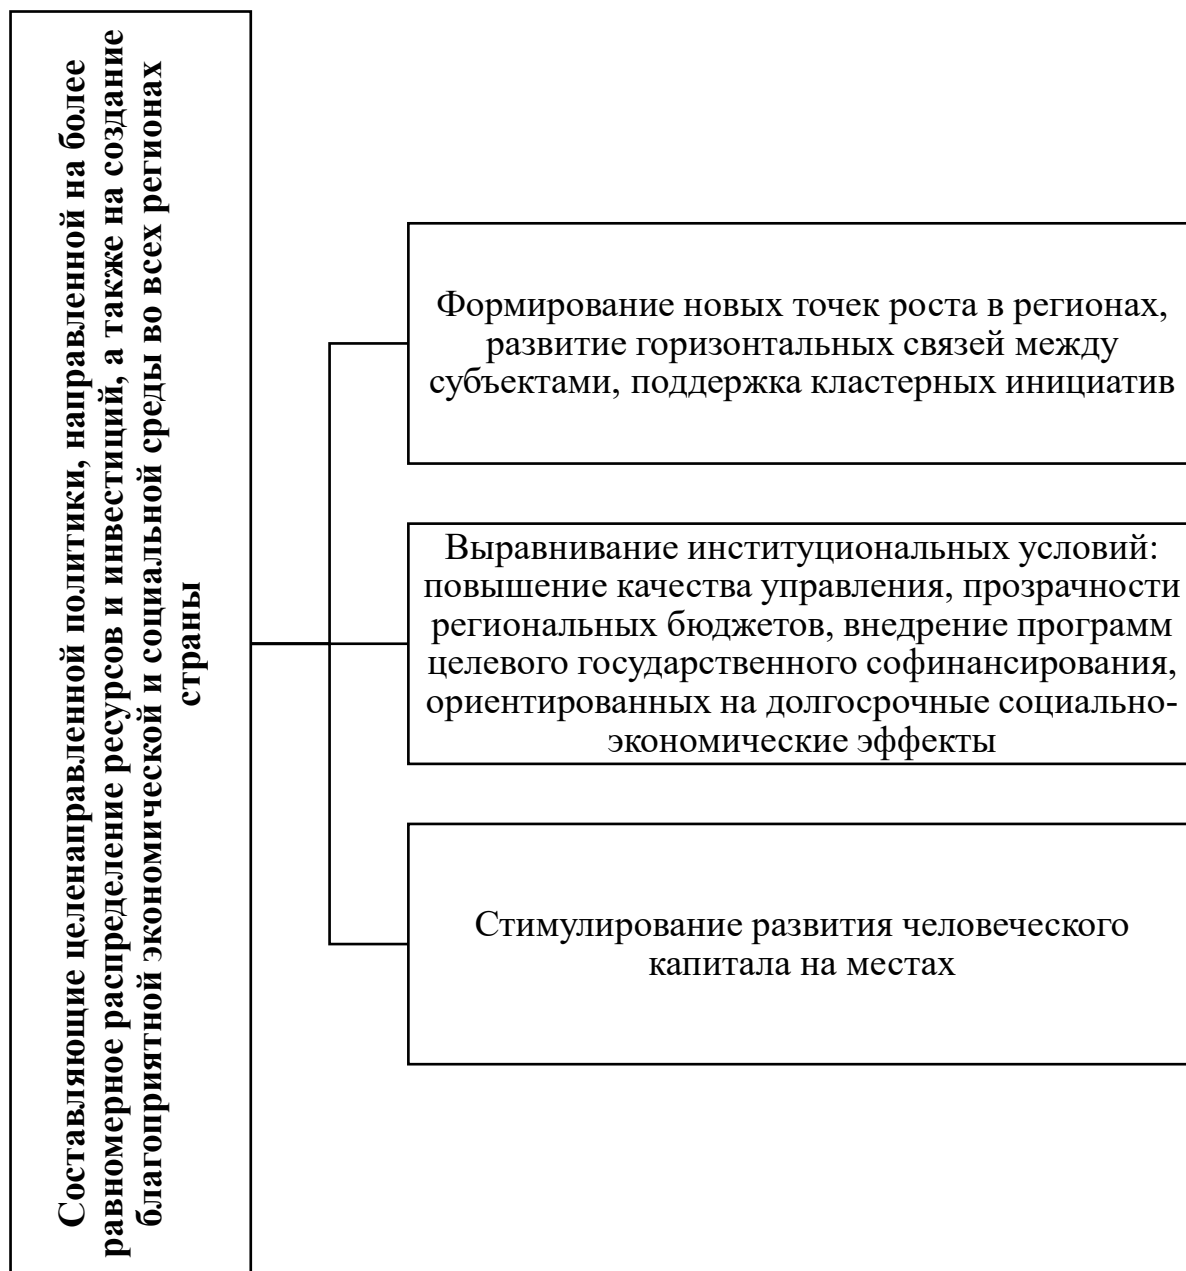 Составляющие целенаправленной политики, направленной на более
равномерное распределение ресурсов и инвестиций, а также на создание
благоприятной экономической и социальной среды во всех регионах
страны
Формирование новых точек роста в регионах,
развитие горизонтальных связей между
субъектами, поддержка кластерных инициатив
Выравнивание институциональных условий:
повышение качества управления, прозрачности
региональных бюджетов, внедрение программ
целевого государственного софинансирования,
ориентированных на долгосрочные социально-
экономические эффекты
Стимулирование развития человеческого
капитала на местах